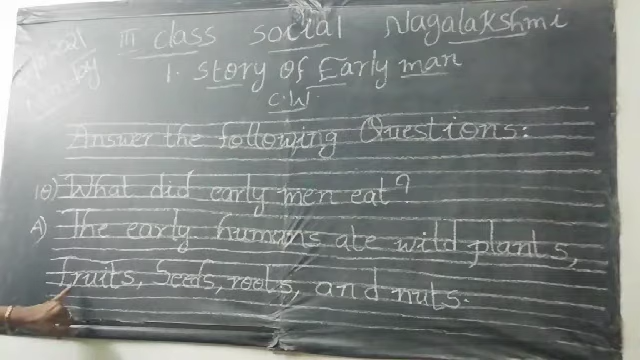 III class social Nagalakshmi
1. Story of Early man
C.W.
Answer the following Questions:
1Q) What did early men eat?
A) The early humans ate wild plants,
fruits, Seeds, roots, and nuts.